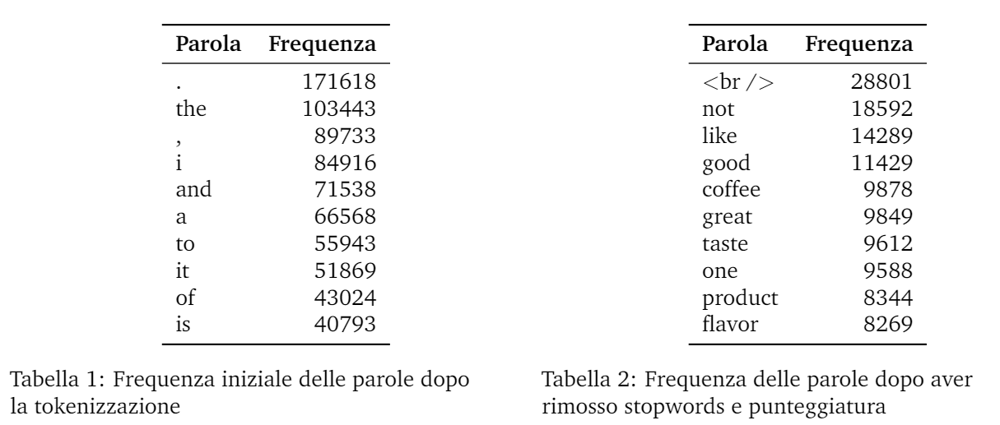 Parola Frequenza
. 171618
the 103443
, 89733
i 84916
and 71538
a 66568
to 55943
it 51869
of 43024
is 40793
Tabella 1: Frequenza iniziale delle parole dopo
la tokenizzazione
Parola Frequenza
<br /> 28801
not 18592
like 14289
good 11429
coffee 9878
great 9849
taste 9612
one 9588
product 8344
flavor 8269
Tabella 2: Frequenza delle parole dopo aver
rimosso stopwords e punteggiatura